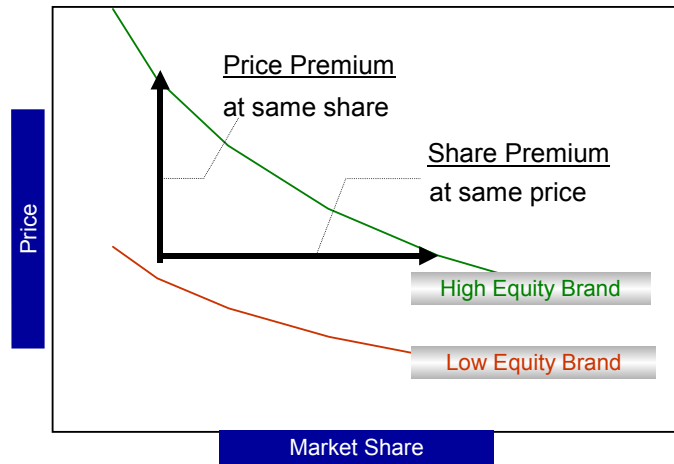 Price Premium
at same share
Share Premium
at same price
Price
High Equity Brand
Low Equity Brand
Market Share